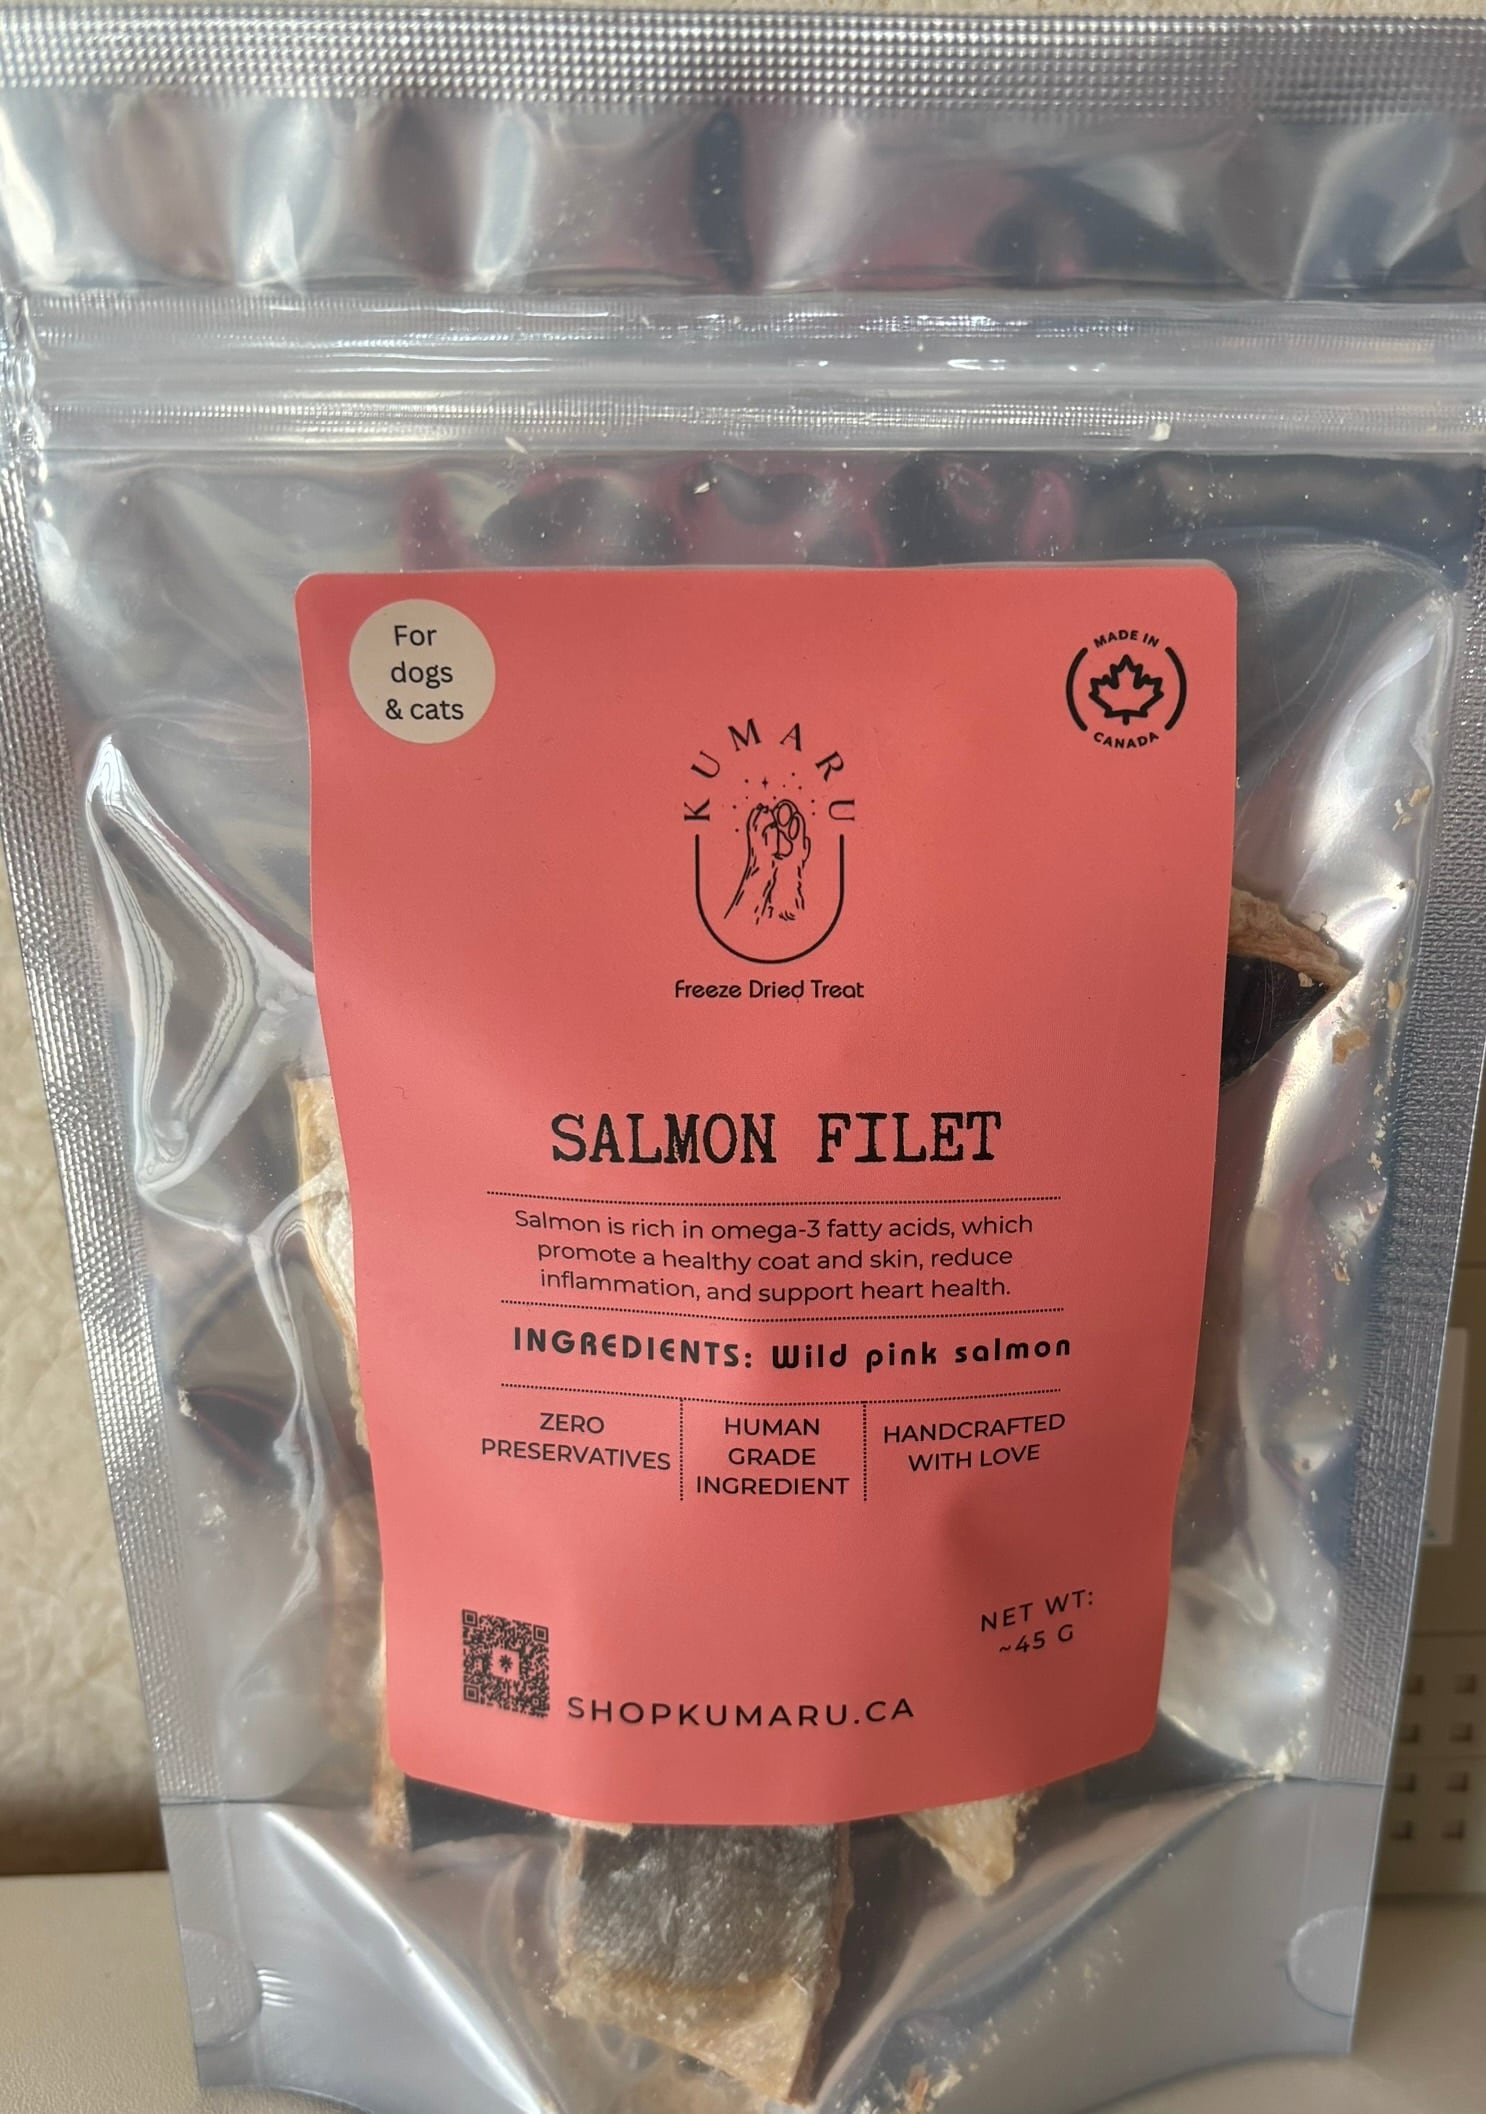 For
dogs
& cats
MADE IN
CANADA
KUMARU
Freeze Dried Treat
SALMON FILET
Salmon is rich in omega-3 fatty acids, which
promote a healthy coat and skin, reduce
inflammation, and support heart health.
INGREDIENTS: Wild pink salmon
ZERO
PRESERVATIVES
HUMAN
GRADE
INGREDIENT
HANDCRAFTED
WITH LOVE
NET WT:
~45 G
SHOPKUMARU.CA